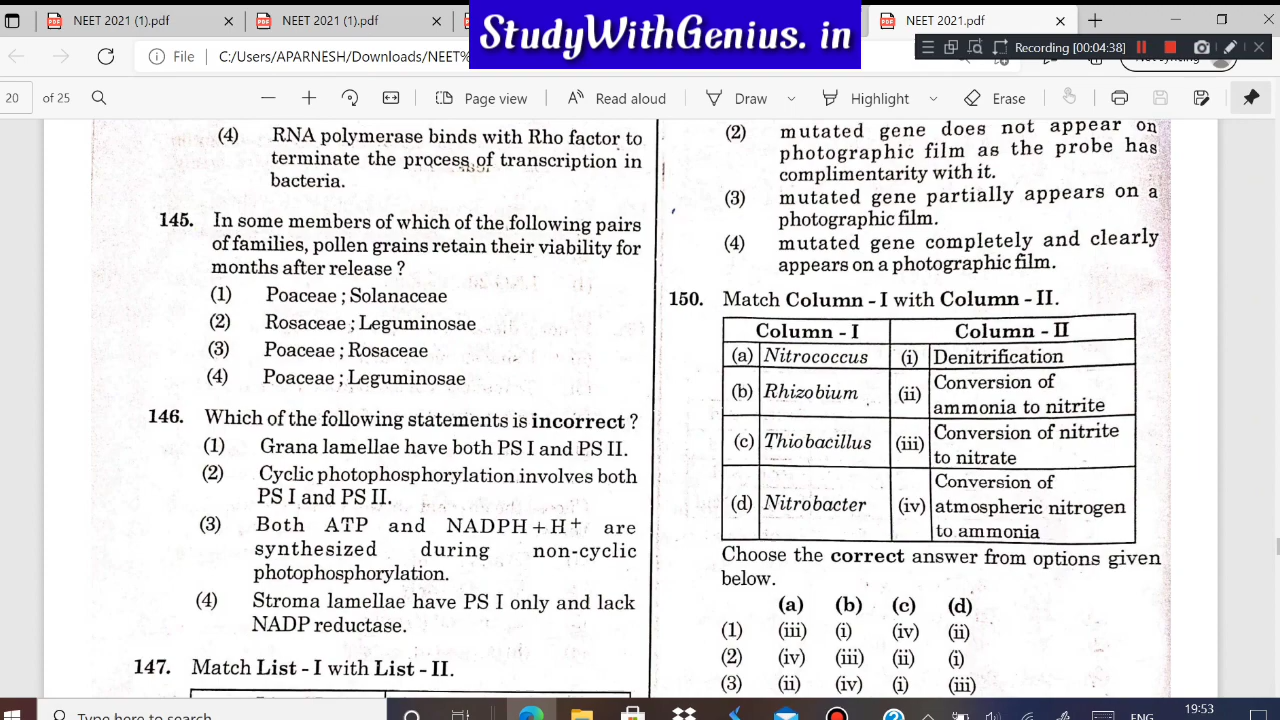 NEET 2021 (1).pdf
NEET 2021 (1).pdf
NEET
NEET 2021.pdf
StudyWithGenius. in
Recording [00:04:38]
File
C:/Users/APARNESH/Downloads/NEET%
20 of 25
Page view
Read aloud
Draw
Highlight
Erase
(4) RNA polymerase binds with Rho factor to
terminate the process of transcription in
bacteria.
145. In some members of which of the following pairs
of families, pollen grains retain their viability for
months after release ?
(1) Poaceae ; Solanaceae
(2) Rosaceae ; Leguminosae
(3) Poaceae ; Rosaceae
(4) Poaceae ; Leguminosae
146. Which of the following statements is incorrect ?
(1) Grana lamellae have both PS I and PS II.
(2) Cyclic photophosphorylation involves both
PS I and PS II.
(3) Both ATP and NADPH + H⁺ are
synthesized during non-cyclic
photophosphorylation.
(4) Stroma lamellae have PS I only and lack
NADP reductase.
147. Match List - I with List - II.
(2) mutated gene does not appear on
photographic film as the probe has
complimentarity with it.
(3) mutated gene partially appears on a
photographic film.
(4) mutated gene completely and clearly
appears on a photographic film.
150. Match Column - I with Column - II.
Column - I Column - II
(a) Nitrococcus (i) Denitrification
(b) Rhizobium (ii) Conversion of
ammonia to nitrite
(c) Thiobacillus (iii) Conversion of nitrite
to nitrate
(d) Nitrobacter (iv) Conversion of
atmospheric nitrogen
to ammonia
Choose the correct answer from options given
below.
(a) (b) (c) (d)
(1) (iii) (i) (iv) (ii)
(2) (iv) (iii) (ii) (i)
(3) (ii) (iv) (i) (iii)
Type here to search
ENG
19:53